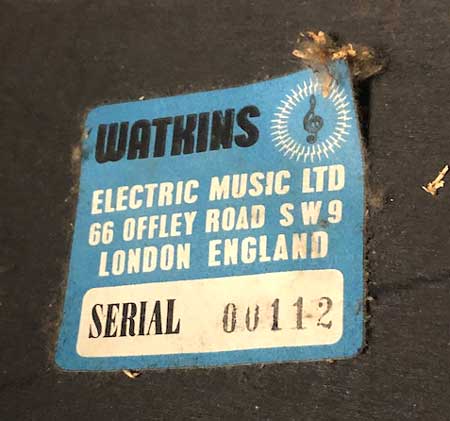 WATKINS
ELECTRIC MUSIC LTD
66 OFFLEY ROAD S W.9
LONDON ENGLAND
SERIAL 00112